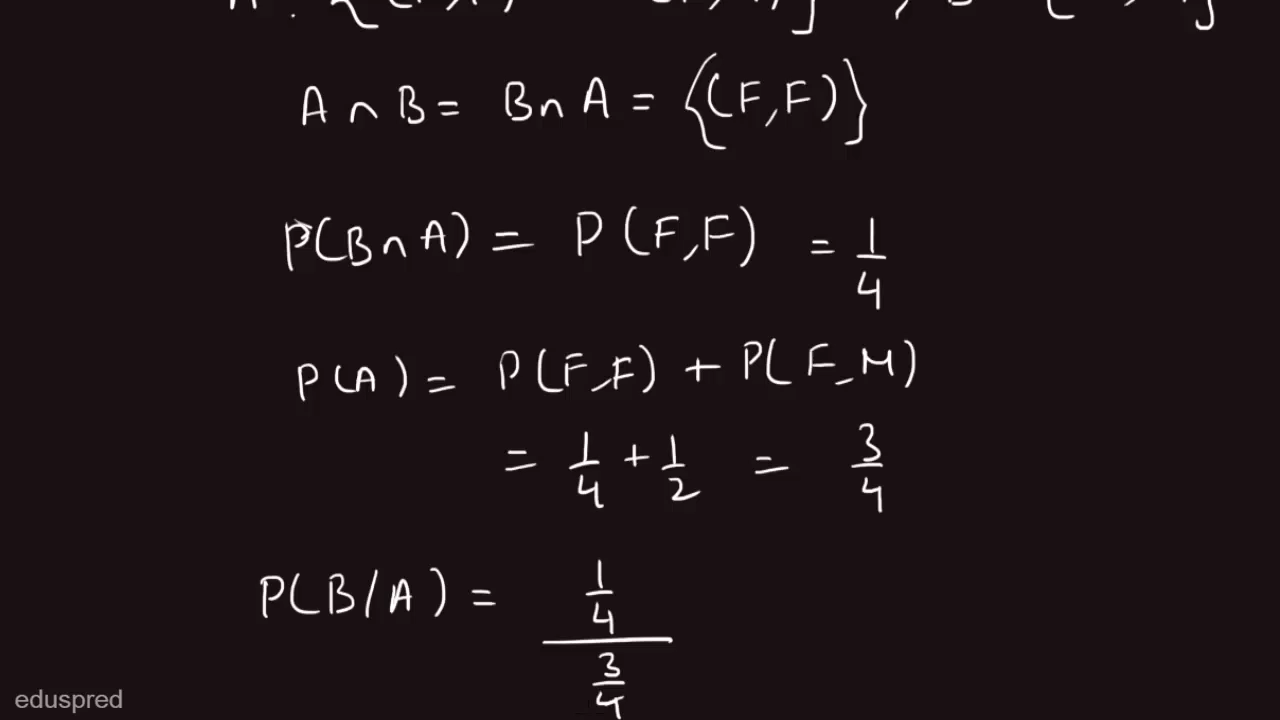 A ∩ B = B ∩ A = {(F,F)}
P(B ∩ A) = P(F,F) = 1/4
P(A) = P(F,F) + P(F,M)
= 1/4 + 1/2 = 3/4
P(B/A) = 1/4 / 3/4
eduspred